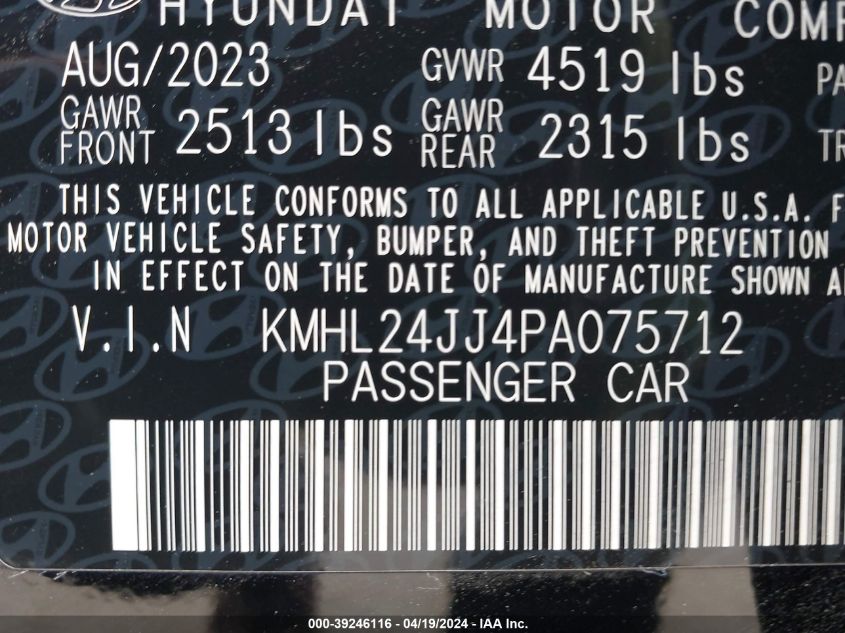 HYUNDAI MOTOR COMP
AUG/2023 GVWR 4519 lbs PA
GAWR FRONT 2513 lbs GAWR REAR 2315 lbs TR
THIS VEHICLE CONFORMS TO ALL APPLICABLE U.S.A. F
MOTOR VEHICLE SAFETY, BUMPER, AND THEFT PREVENTION
IN EFFECT ON THE DATE OF MANUFACTURE SHOWN A
V.I.N KMHL24JJ4PA075712
PASSENGER CAR
000-39246116 - 04/19/2024 - IAA Inc.